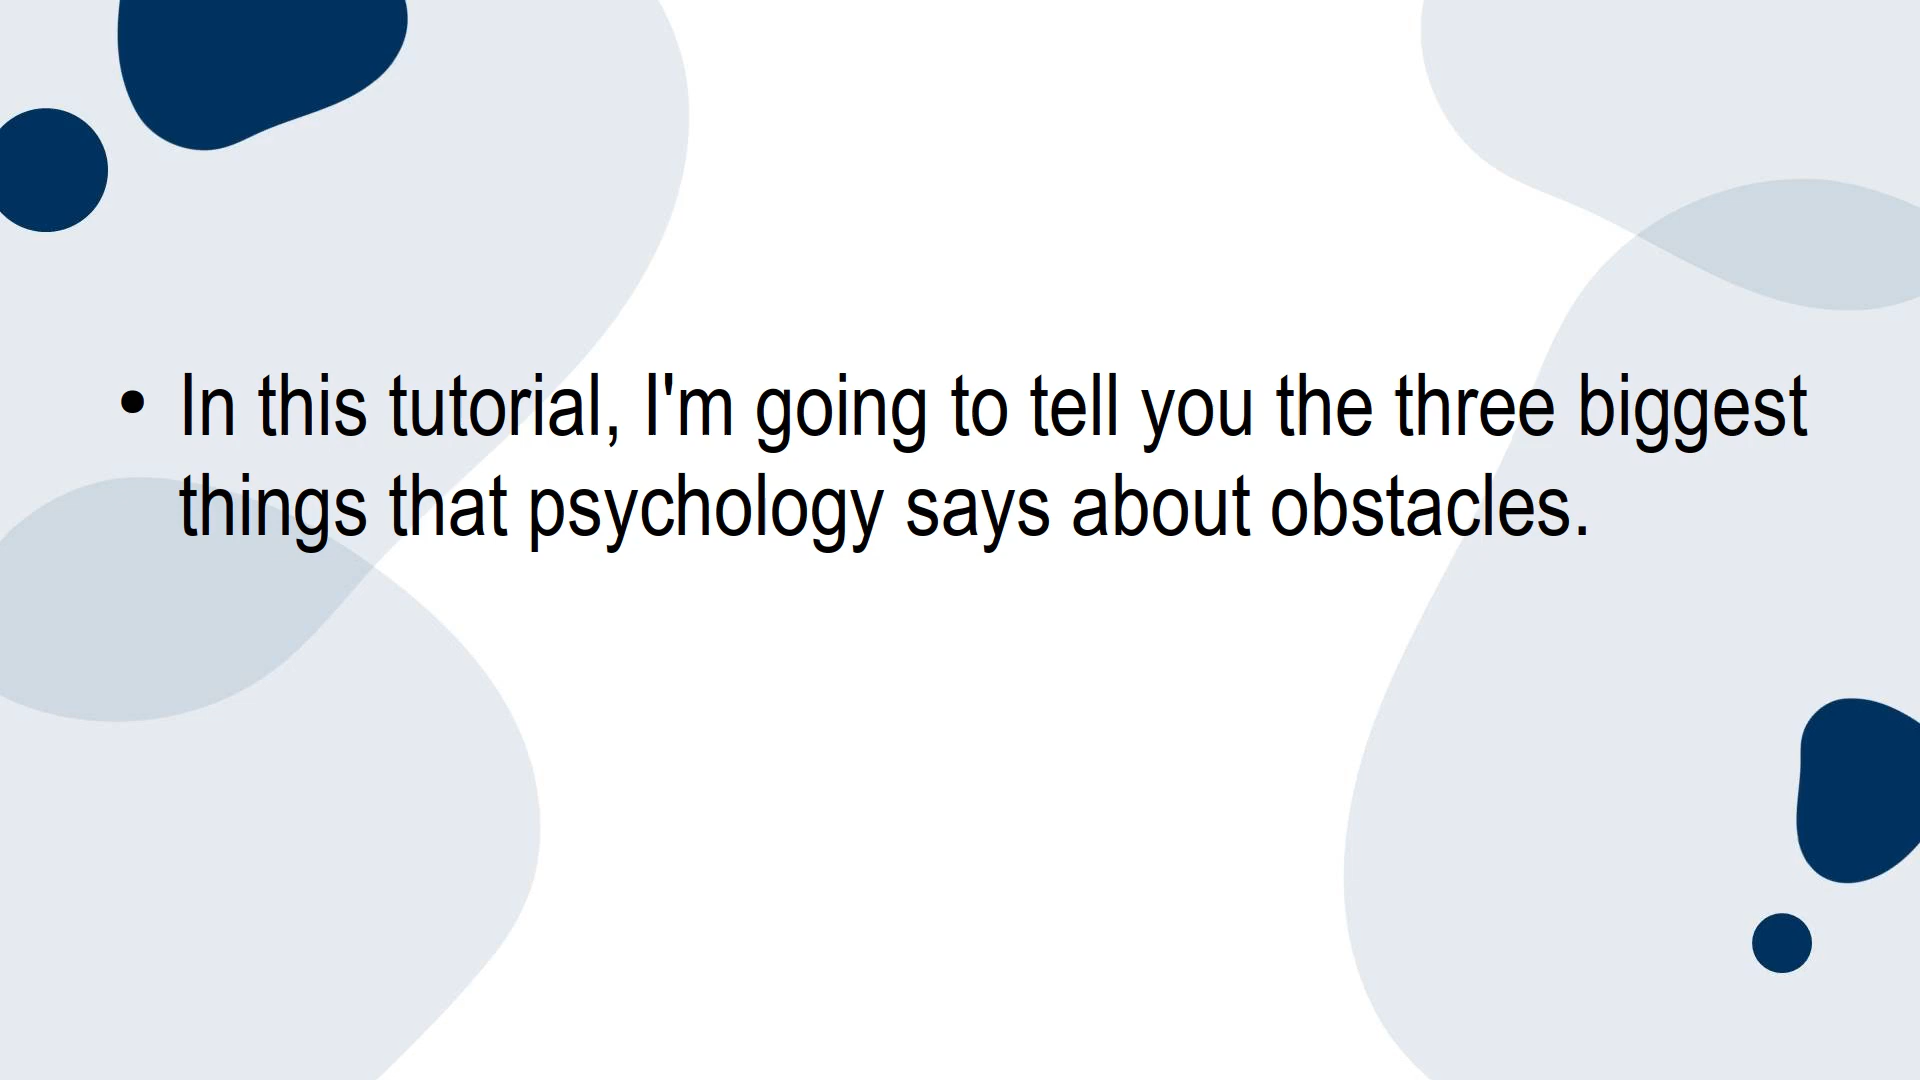 • In this tutorial, I'm going to tell you the three biggest
things that psychology says about obstacles.